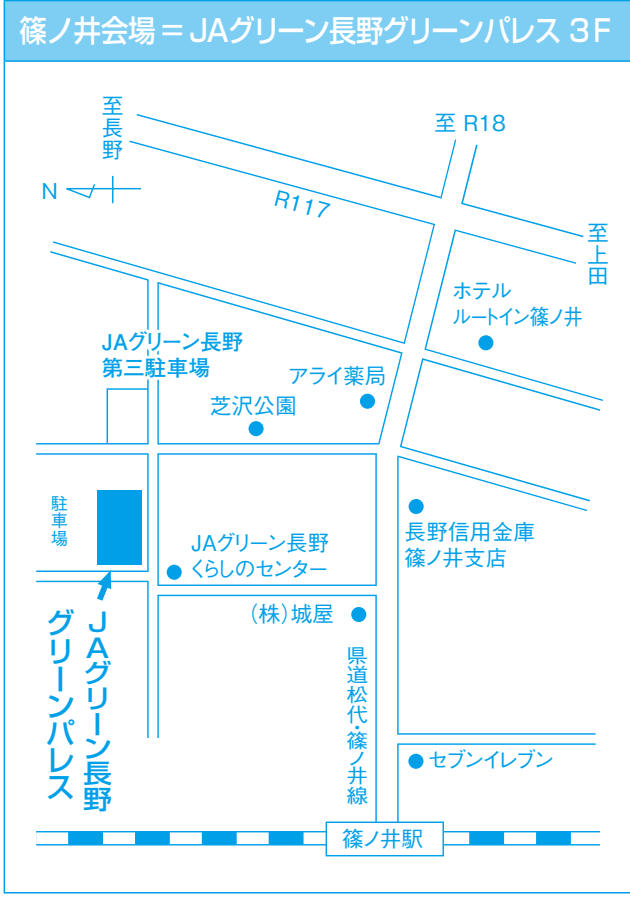 篠ノ井会場＝JAグリーン長野グリーンパレス 3F
至長野
至 R18
N
R117
至上田
ホテル
ルートイン篠ノ井
JAグリーン長野
第三駐車場
アライ薬局
芝沢公園
駐車場
長野信用金庫
篠ノ井支店
JAグリーン長野
くらしのセンター
(株)城屋
JAグリーン長野
グリーンパレス
県道松代・篠ノ井線
セブンイレブン
篠ノ井駅